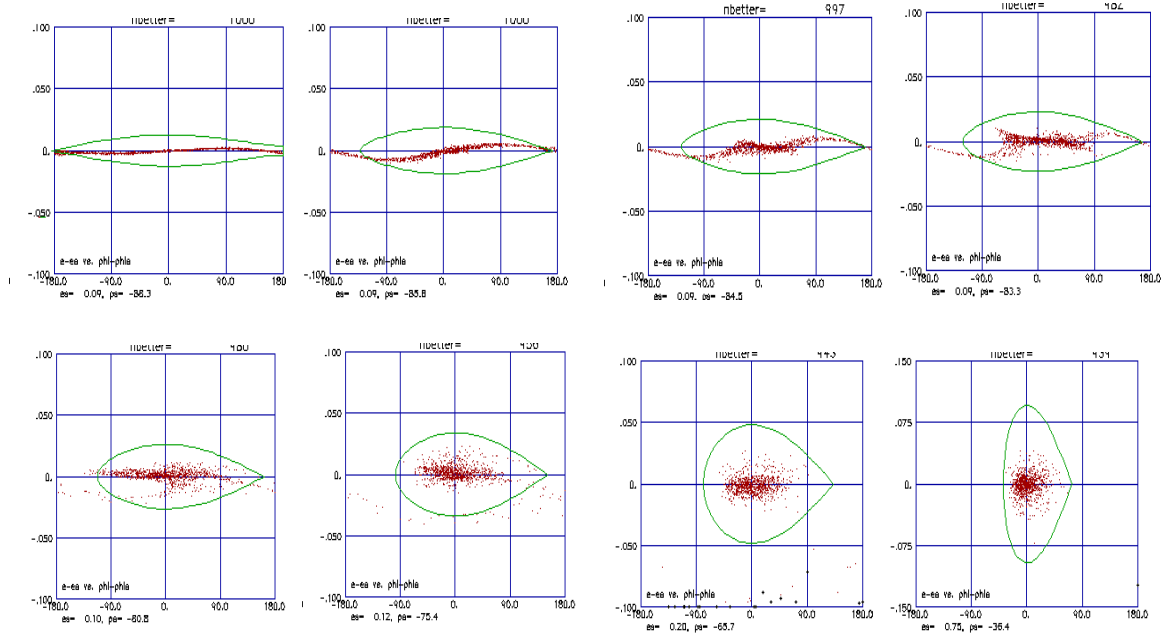 nbetter= 1000
.100
.050
0.
-.050
-.100
e-ea vs. phi-phia
-180.0 -90.0 0. 90.0 180.0
es= 0.09, ps=
nbetter= 1000
.100
.050
0.
-.050
-.100
e-ea vs. phi-phia
-180.0 -90.0 0. 90.0 180.0
es= 0.09, ps= -85.8
nbetter= 997
.100
.050
0.
-.050
-.100
e-ea vs. phi-phia
-180.0 -90.0 0. 90.0 180.0
es= 0.09, ps= -84.5
nbetter=
.100
.050
0.
-.050
-.100
e-ea vs. phi-phia
-180.0 -90.0 0. 90.0 180.0
es= 0.09, ps= -83.3
nbetter=
.100
.050
0.
-.050
-.100
e-ea vs. phi-phia
-180.0 -90.0 0. 90.0 180.0
es= 0.10, ps= -80.8
nbetter=
.100
.050
0.
-.050
-.100
e-ea vs. phi-phia
-180.0 -90.0 0. 90.0 180.0
es= 0.12, ps= -75.4
nbetter=
.100
.050
0.
-.050
-.100
e-ea vs. phi-phia
-180.0 -90.0 0. 90.0 180.0
es= 0.20, ps= -65.7
nbetter=
.150
.075
0.
-.075
-.150
e-ea vs. phi-phia
-180.0 -90.0 0. 90.0 180.0
es= 0.75, ps=